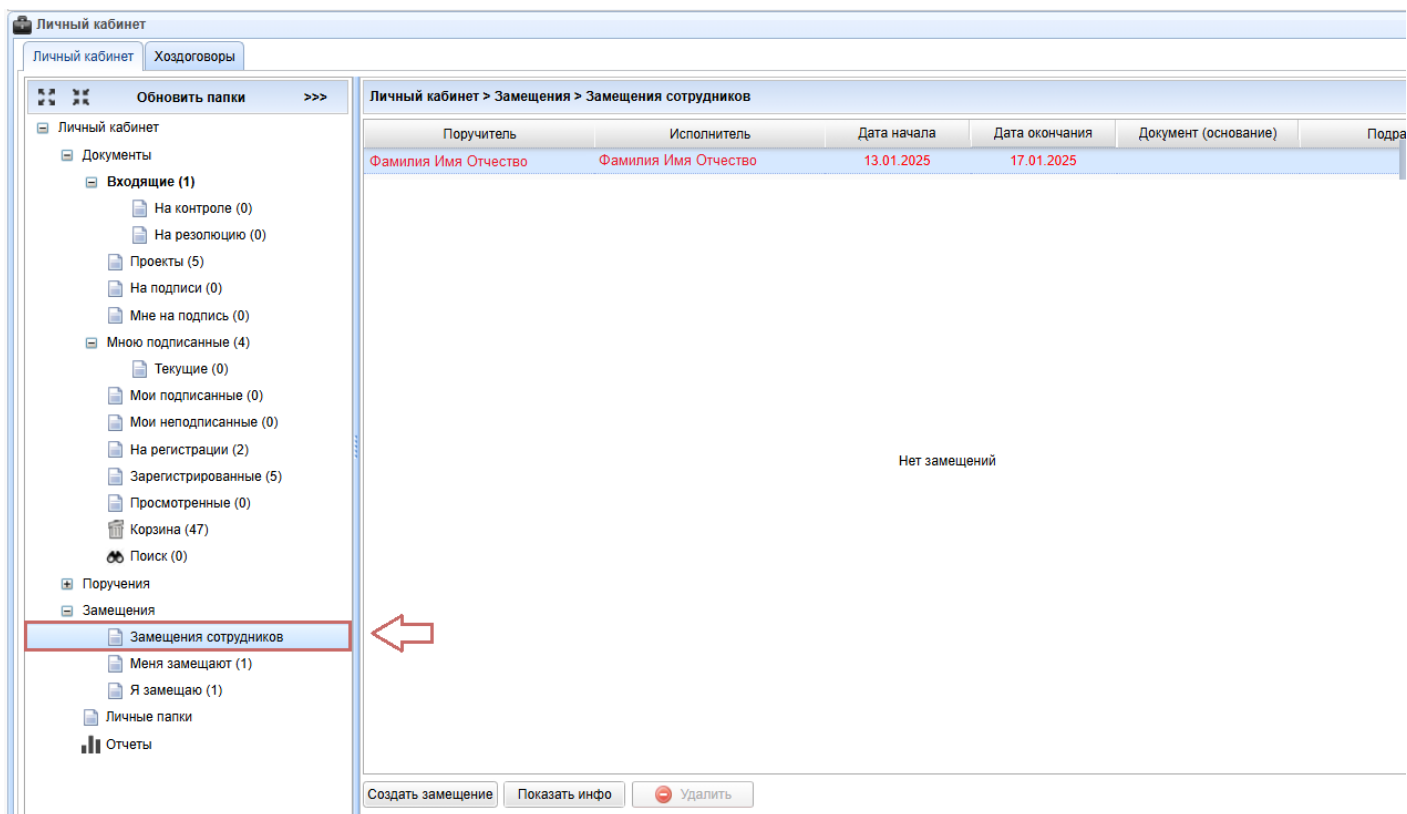 Личный кабинет
Личный кабинет Хоздоговоры
Обновить папки >>>
Личный кабинет
Документы
Входящие (1)
На контроле (0)
На резолюцию (0)
Проекты (5)
На подписи (0)
Мне на подпись (0)
Мною подписанные (4)
Текущие (0)
Мои подписанные (0)
Мои неподписанные (0)
На регистрации (2)
Зарегистрированные (5)
Просмотренные (0)
Корзина (47)
Поиск (0)
Поручения
Замещения
Замещения сотрудников
Меня замещают (1)
Я замещаю (1)
Личные папки
Отчеты
Личный кабинет > Замещения > Замещения сотрудников
Поручитель Исполнитель Дата начала Дата окончания Документ (основание) Подра
Фамилия Имя Отчество Фамилия Имя Отчество 13.01.2025 17.01.2025
Нет замещений
Создать замещение Показать инфо Удалить